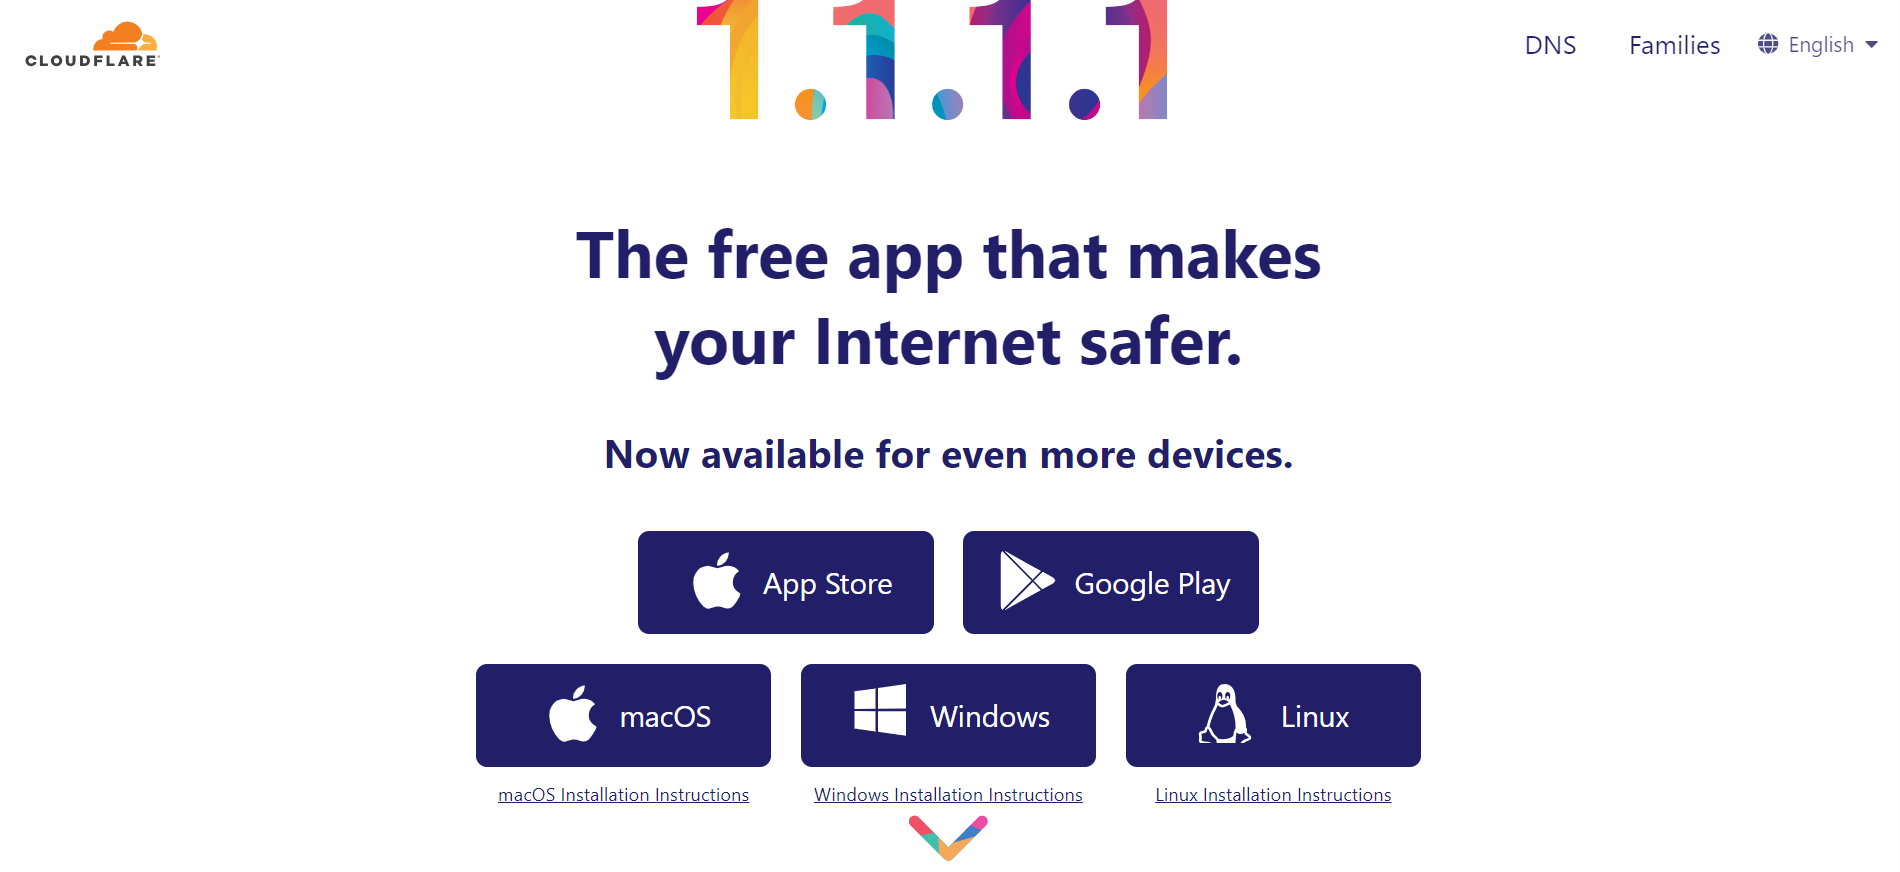 CLOUDFLARE
1.1.1.1
DNS
Families
English
The free app that makes
your Internet safer.
Now available for even more devices.
App Store
Google Play
macOS
Windows
Linux
macOS Installation Instructions
Windows Installation Instructions
Linux Installation Instructions